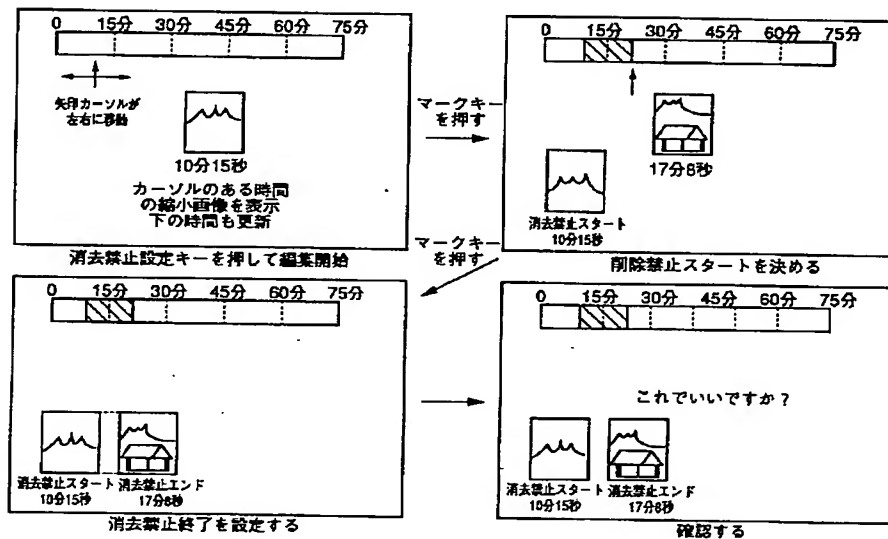 0 15分 30分 45分 60分 75分
矢印カーソルが
左右に移動
10分15秒
カーソルのある時間
の縮小画像を表示
下の時間も更新
消去禁止設定キーを押して編集開始
マークキー
を押す
0 15分 30分 45分 60分 75分
17分8秒
消去禁止スタート
10分15秒
削除禁止スタートを決める
マークキー
を押す
0 15分 30分 45分 60分 75分
消去禁止スタート 消去禁止エンド
10分15秒 17分8秒
消去禁止終了を設定する
0 15分 30分 45分 60分 75分
これでいいですか?
消去禁止スタート 消去禁止エンド
10分15秒 17分8秒
確認する